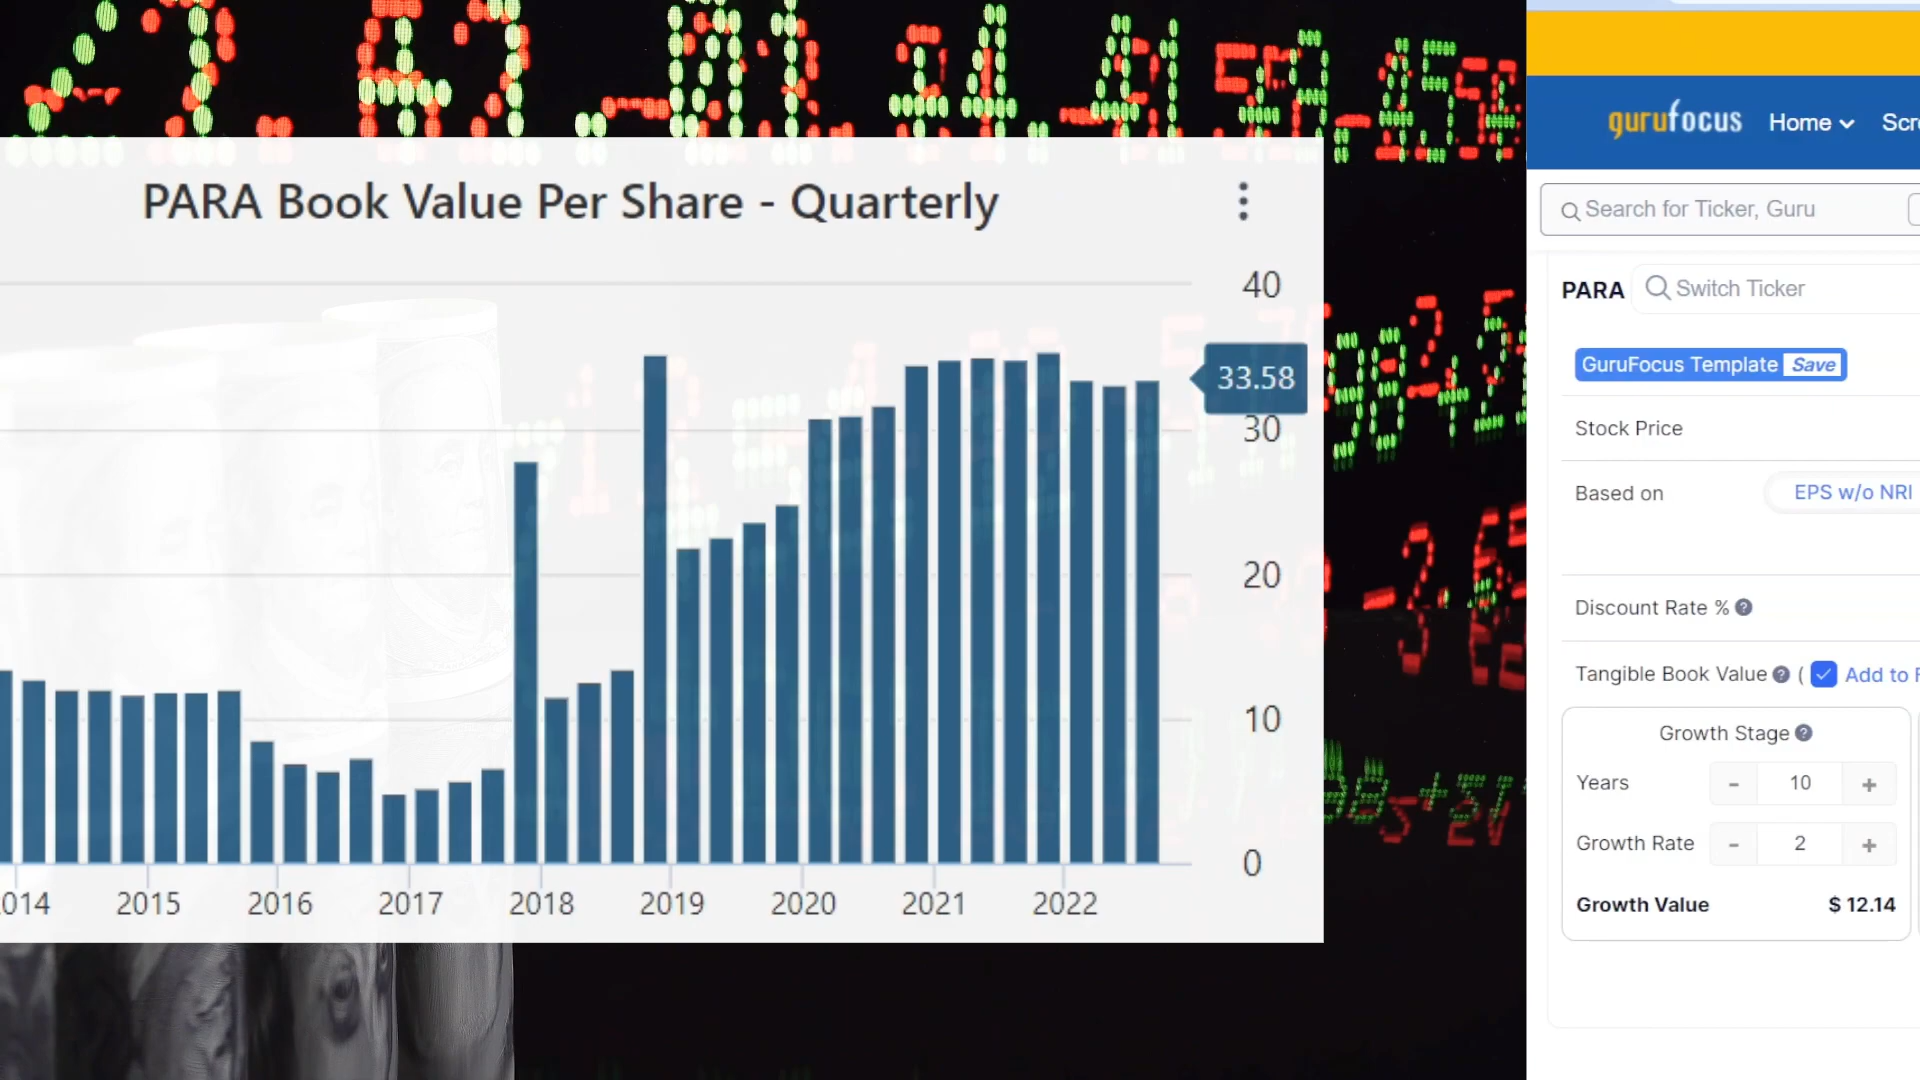 PARA Book Value Per Share - Quarterly
40
33.58
30
20
10
0
2015
2016
2017
2018
2019
2020
2021
2022
gurufocus Home
Search for Ticker, Guru
PARA Switch Ticker
GuruFocus Template Save
Stock Price
Based on EPS w/o NRI
Discount Rate % ?
Tangible Book Value ? ( Add to
Growth Stage ?
Years - 10 +
Growth Rate - 2 +
Growth Value $ 12.14